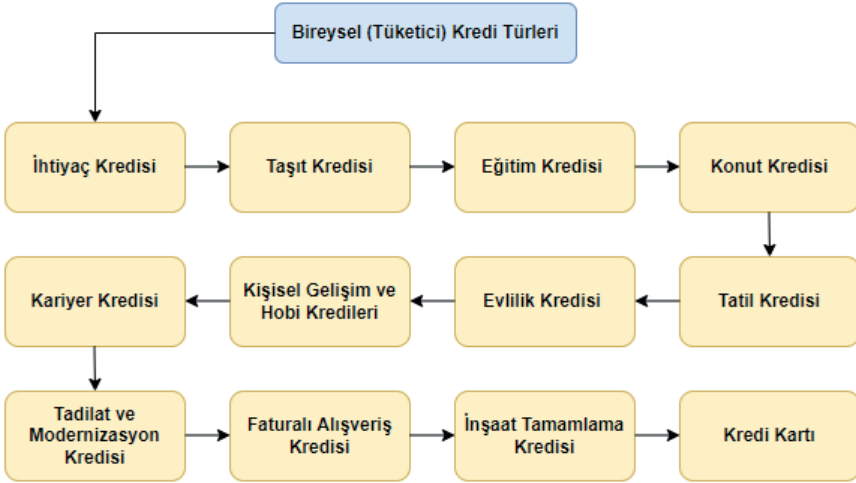 Bireysel (Tüketici) Kredi Türleri
İhtiyaç Kredisi
Taşıt Kredisi
Eğitim Kredisi
Konut Kredisi
Tatil Kredisi
Evlilik Kredisi
Kişisel Gelişim ve
Hobi Kredileri
Kariyer Kredisi
Tadilat ve
Modernizasyon
Kredisi
Faturalı Alışveriş
Kredisi
İnşaat Tamamlama
Kredisi
Kredi Kartı